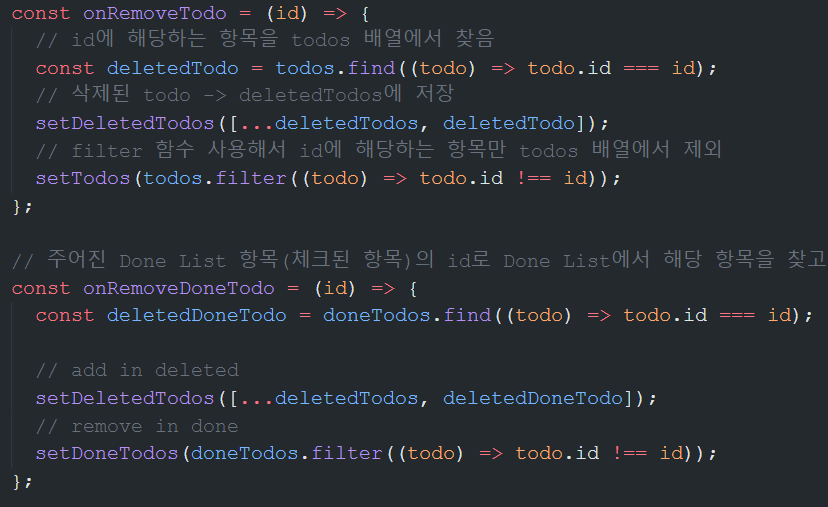 const onRemoveTodo = (id) => {
// id에 해당하는 항목을 todos 배열에서 찾음
const deletedTodo = todos.find((todo) => todo.id === id);
// 삭제된 todo -> deletedTodos에 저장
setDeletedTodos([...deletedTodos, deletedTodo]);
// filter 함수 사용해서 id에 해당하는 항목만 todos 배열에서 제외
setTodos(todos.filter((todo) => todo.id !== id));
};
// 주어진 Done List 항목(체크된 항목)의 id로 Done List에서 해당 항목을 찾고
const onRemoveDoneTodo = (id) => {
const deletedDoneTodo = doneTodos.find((todo) => todo.id === id);
// add in deleted
setDeletedTodos([...deletedTodos, deletedDoneTodo]);
// remove in done
setDoneTodos(doneTodos.filter((todo) => todo.id !== id));
};